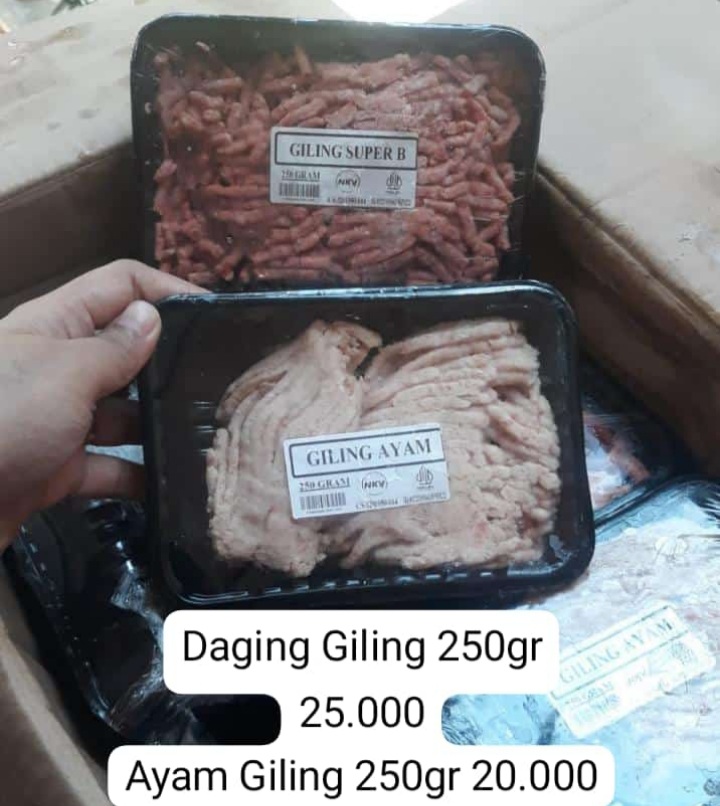 GILING SUPER B
250 GRAM
NKV
GILING AYAM
250 GRAM
NKV
GILING AYAM
Daging Giling 250gr
25.000
Ayam Giling 250gr 20.000